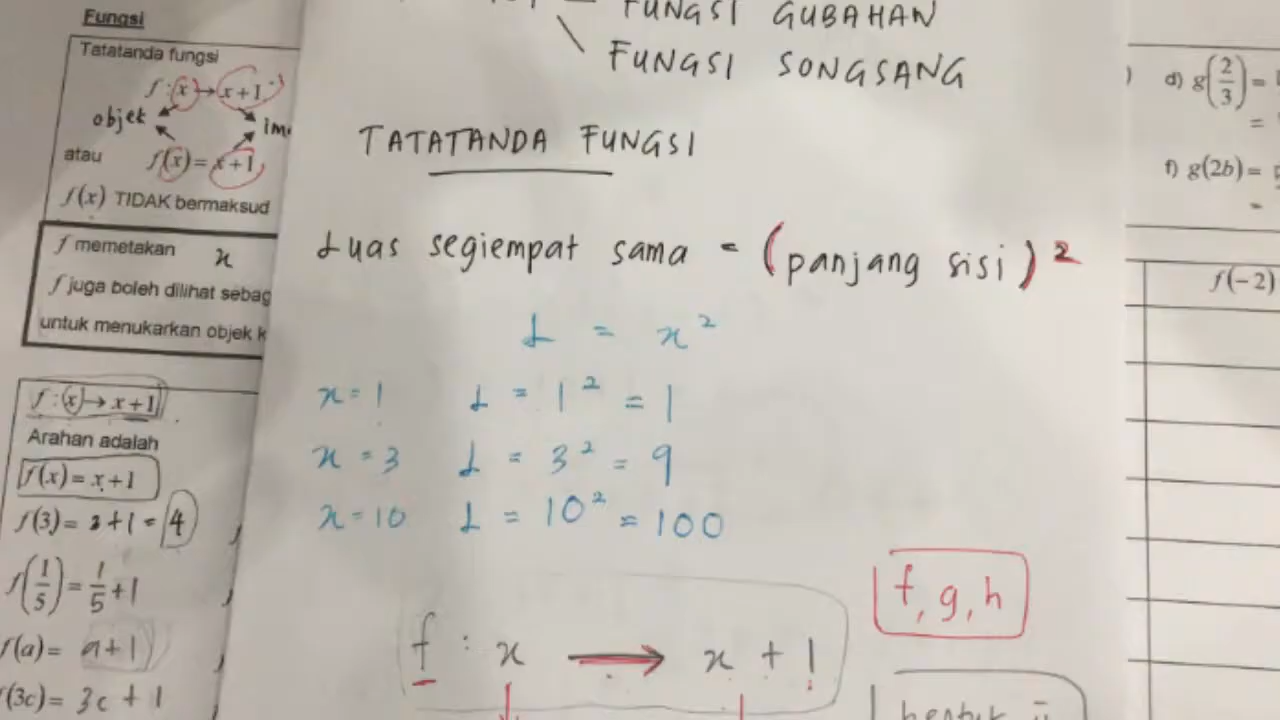 Fungsi
Tatatanda fungsi
f : x → x+1
objek
atau f(x) = x+1
f(x) TIDAK bermaksud
f memetakan x
f juga boleh dilihat
untuk menukarkan objek
f : x → x+1
Arahan adalah
f(x) = x+1
f(3) = 3+1 = 4
f(1/5) = 1/5 + 1
f(a) = a+1
f(3c) = 3c + 1
FUNGSI GUBAHAN
FUNGSI SONGSANG
TATATANDA FUNGSI
Luas segiempat sama = (panjang sisi)²
L = x²
x = 1 L = 1² = 1
x = 3 L = 3² = 9
x = 10 L = 10² = 100
f, g, h
f : x → x + 1
d) g(2/3) =
=
f) g(2b) =
=
f(-2)